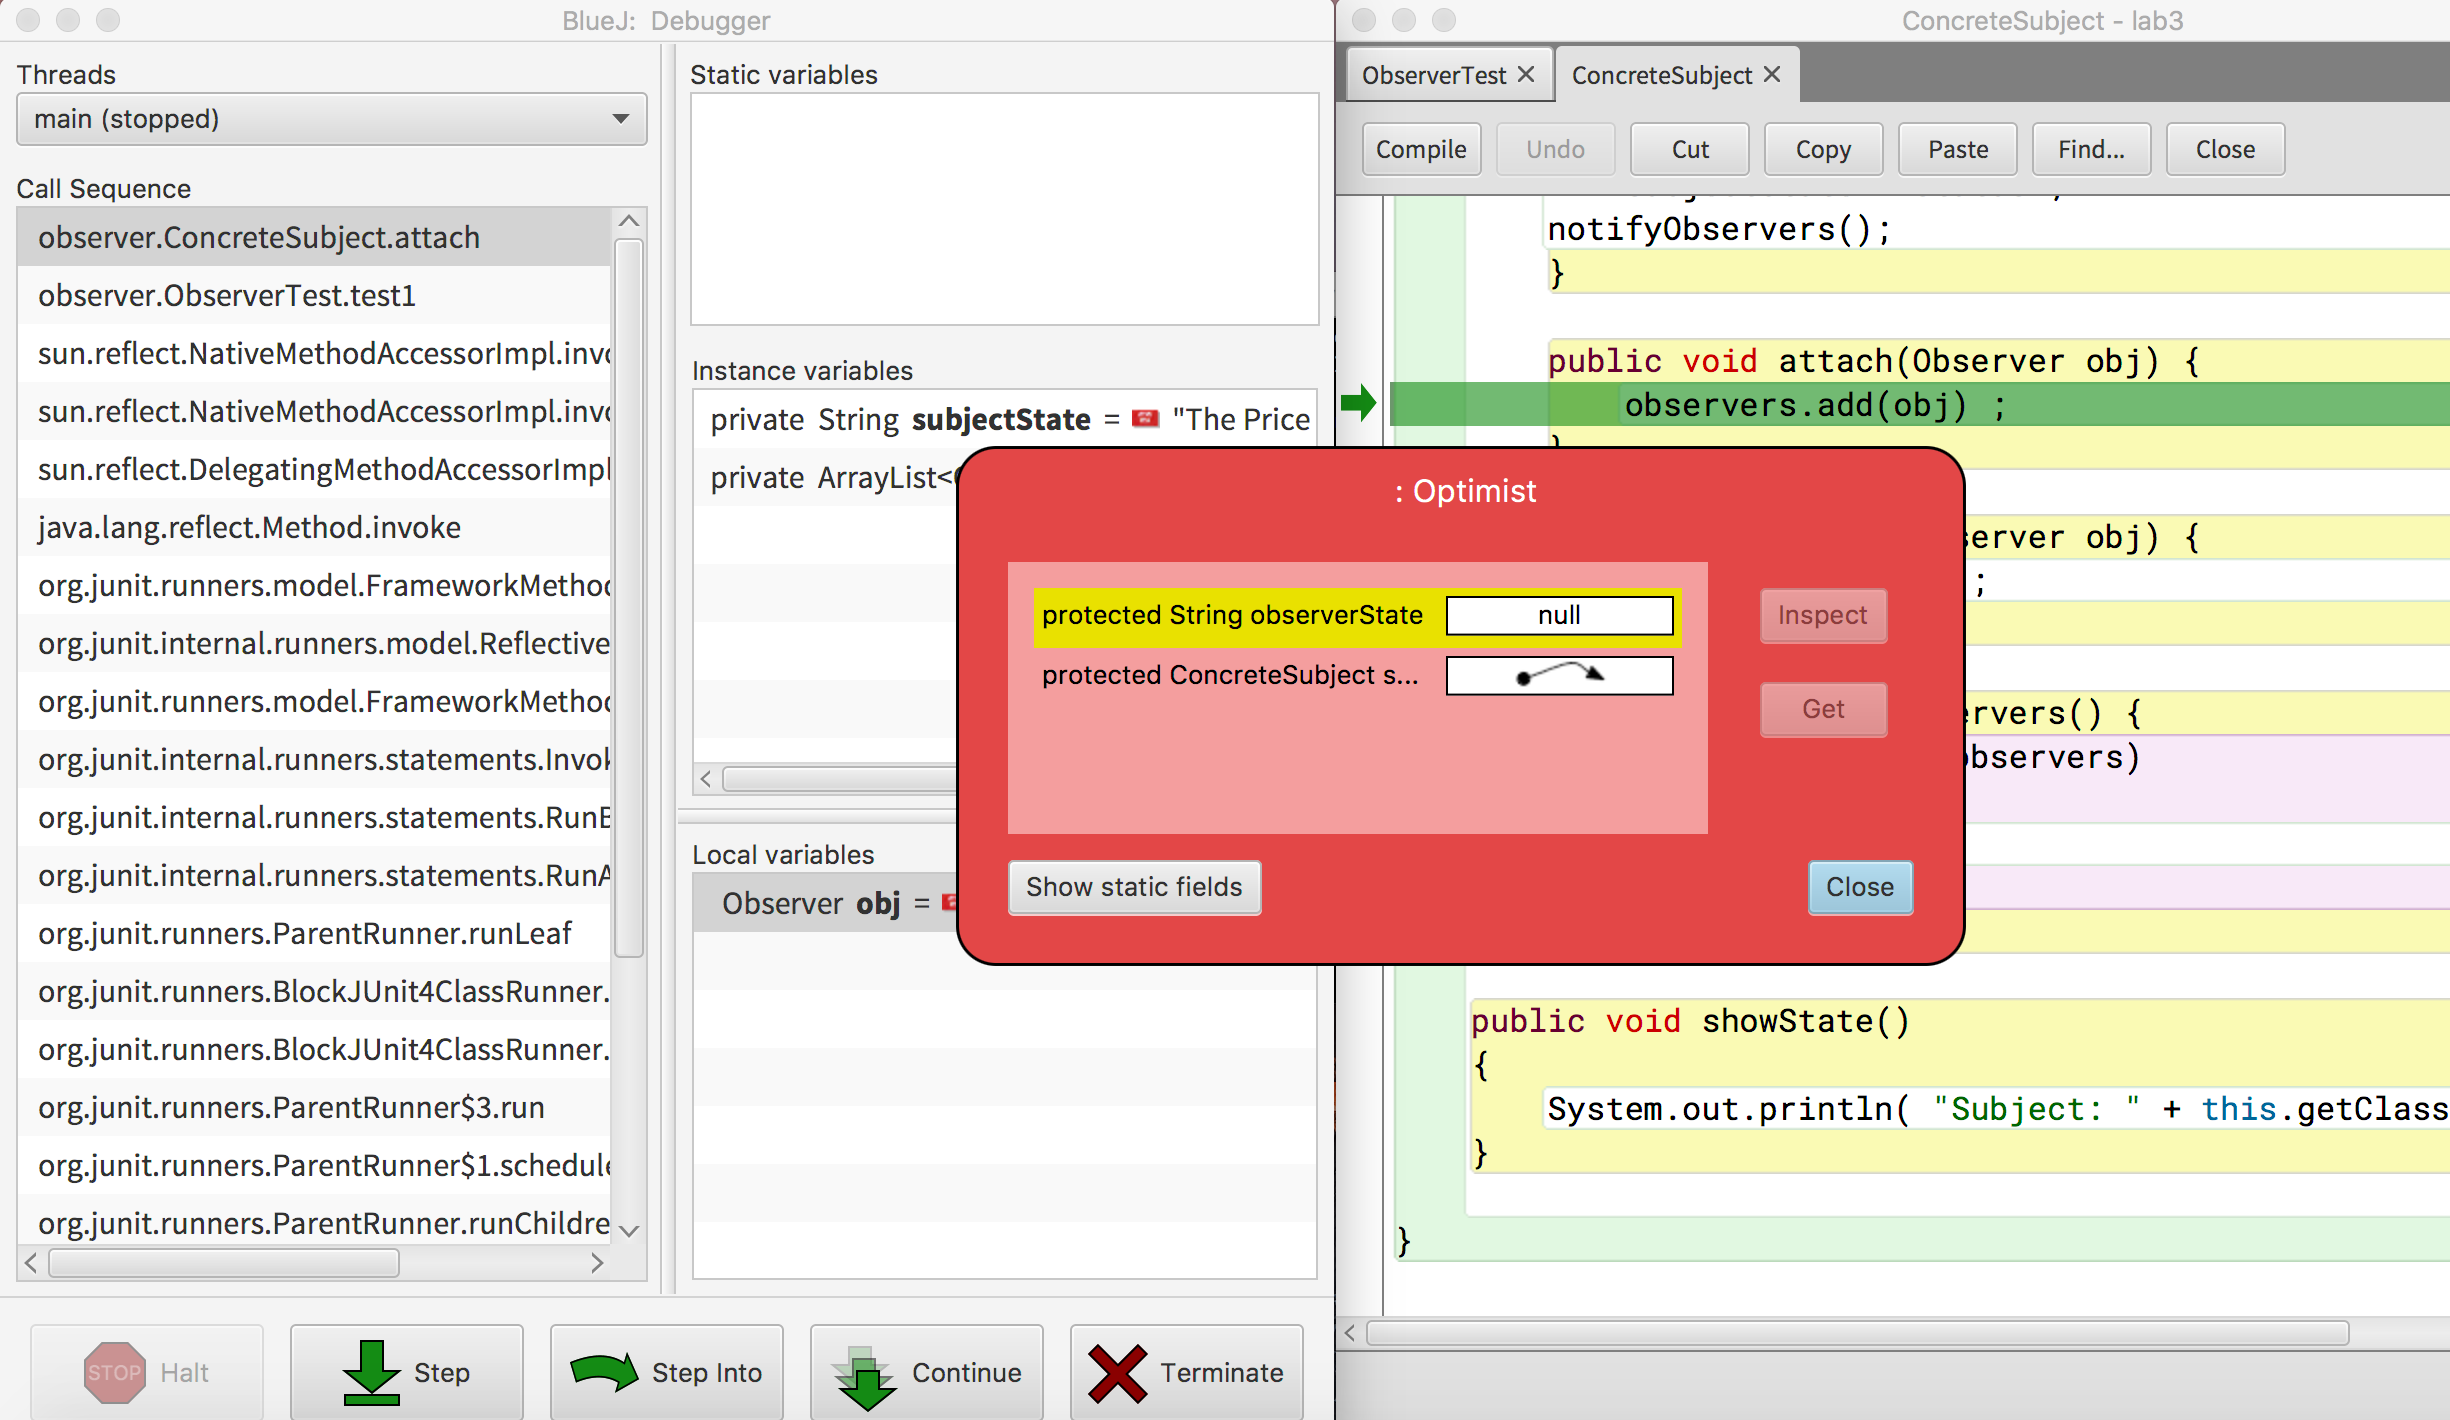 BlueJ: Debugger
Threads
main (stopped)
Call Sequence
observer.ConcreteSubject.attach
observer.ObserverTest.test1
sun.reflect.NativeMethodAccessorImpl.invo
sun.reflect.NativeMethodAccessorImpl.invo
sun.reflect.DelegatingMethodAccessorImpl
java.lang.reflect.Method.invoke
org.junit.runners.model.FrameworkMethod
org.junit.internal.runners.model.Reflective
org.junit.runners.model.FrameworkMethod
org.junit.internal.runners.statements.Invok
org.junit.internal.runners.statements.RunB
org.junit.internal.runners.statements.RunA
org.junit.runners.ParentRunner.runLeaf
org.junit.runners.BlockJUnit4ClassRunner.
org.junit.runners.BlockJUnit4ClassRunner.
org.junit.runners.ParentRunner$3.run
org.junit.runners.ParentRunner$1.schedule
org.junit.runners.ParentRunner.runChildre
Static variables
Instance variables
private String subjectState = "The Price
private ArrayList<
Local variables
Observer obj =
STOP Halt
Step
Step Into
Continue
Terminate
ConcreteSubject - lab3
ObserverTest
ConcreteSubject
Compile
Undo
Cut
Copy
Paste
Find...
Close
notifyObservers();
}
public void attach(Observer obj) {
observers.add(obj) ;
server obj) {
;
ervers() {
observers)
public void showState()
{
System.out.println( "Subject: " + this.getClass
}
}
: Optimist
protected String observerState
null
protected ConcreteSubject s...
Inspect
Get
Show static fields
Close